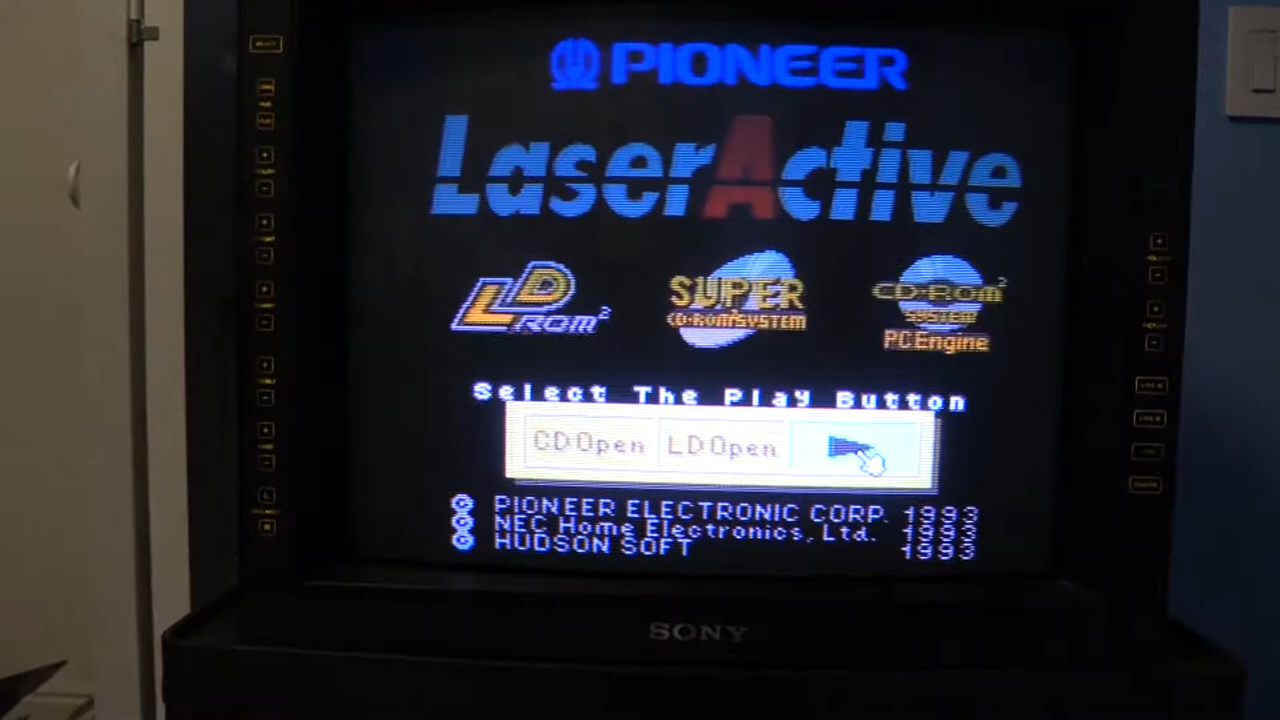 PIONEER
LaserActive
LD ROM²
SUPER
CD-ROM SYSTEM
CD-ROM²
SYSTEM
PC Engine
Select The Play Button
CD Open LD Open
PIONEER ELECTRONIC CORP. 1993
NEC Home Electronics, Ltd. 1993
HUDSON SOFT 1993
SONY